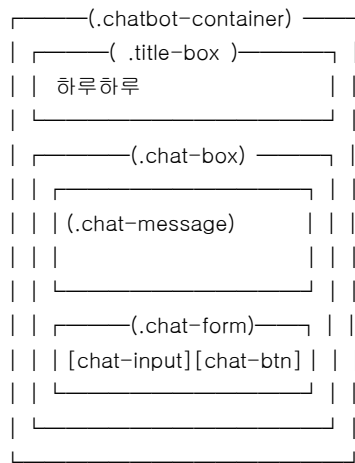 (.chatbot-container)
( .title-box )
하루하루
(.chat-box)
(.chat-message)
(.chat-form)
[chat-input][chat-btn]